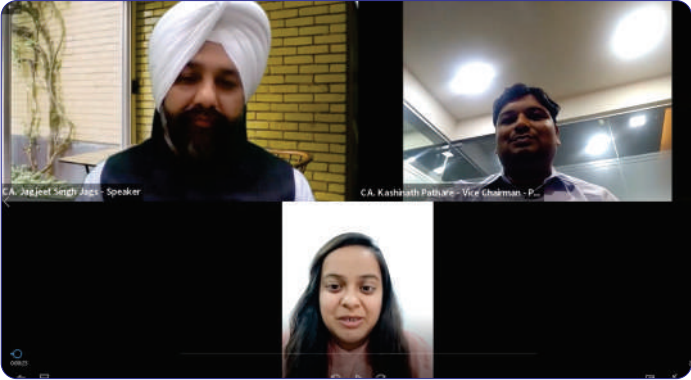 CA. Jagjeet Singh Jags - Speaker
CA. Kashinath Pathare - Vice Chairman - P...